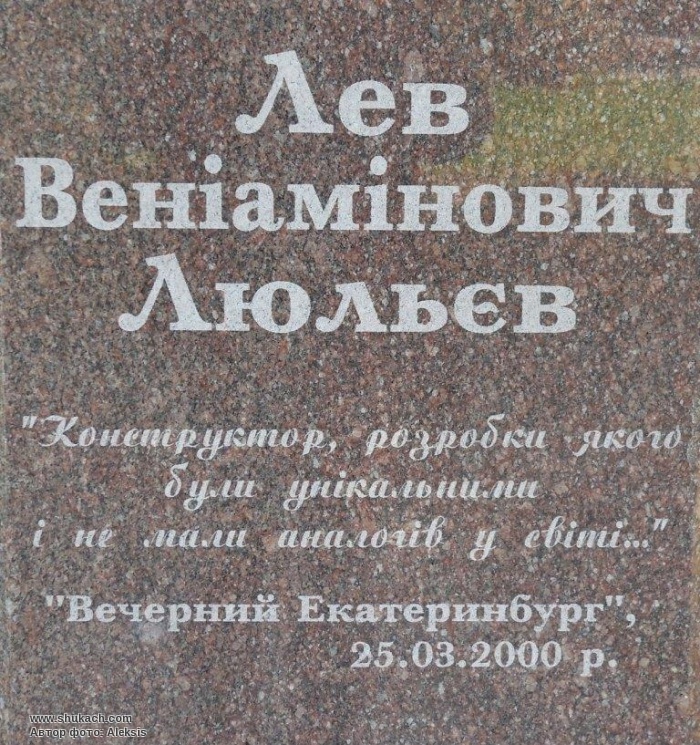 Лев
Веніамінович
Люльєв
"Конструктор, розробки якого
були унікальними
і не мали аналогів у світі..."
"Вечерний Екатеринбург",
25.03.2000 р.
www.shukach.com
Автор фото: Aleksis